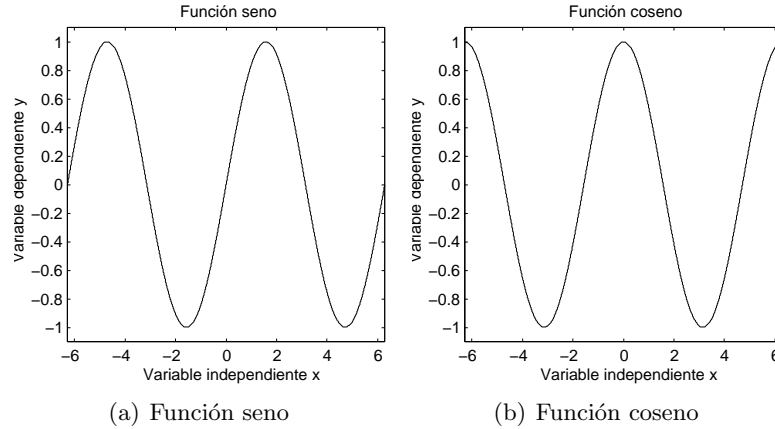 Función seno
1
0.8
0.6
0.4
0.2
0
−0.2
−0.4
−0.6
−0.8
−1
Variable dependiente y
−6 −4 −2 0 2 4 6
Variable independiente x
(a) Función seno
Función coseno
1
0.8
0.6
0.4
0.2
0
−0.2
−0.4
−0.6
−0.8
−1
Variable dependiente y
−6 −4 −2 0 2 4 6
Variable independiente x
(b) Función coseno